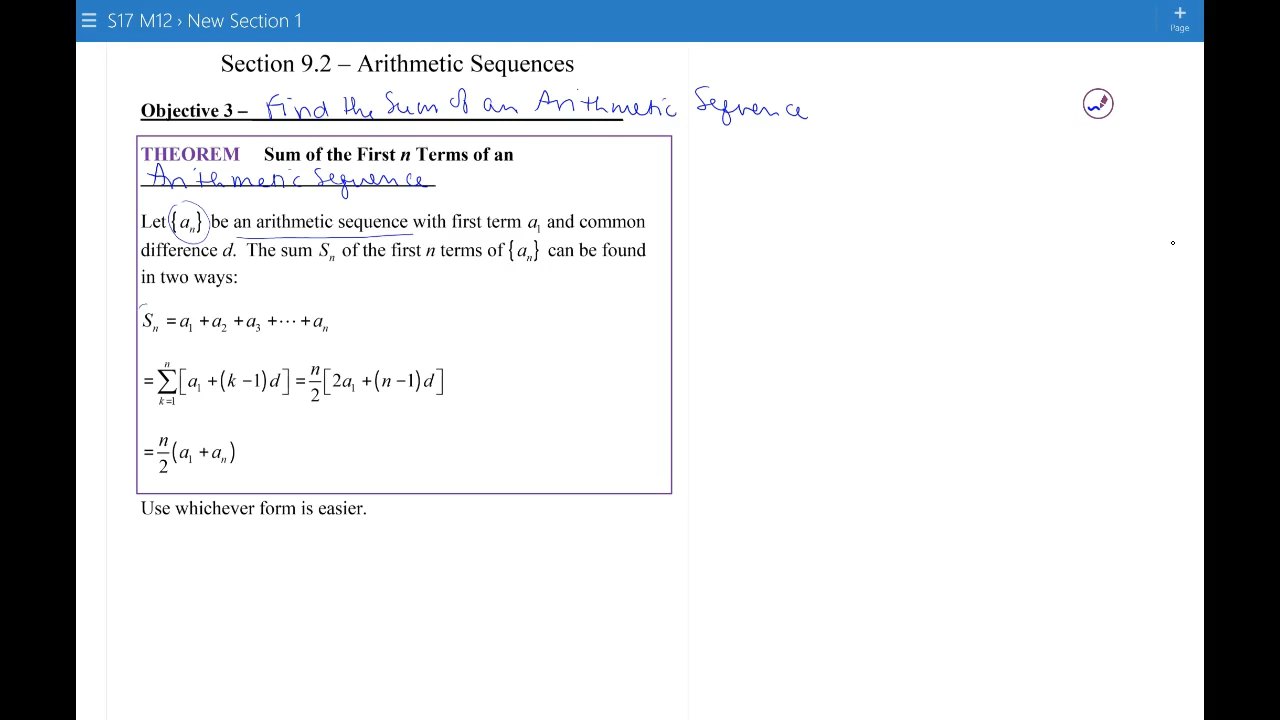 S17 M12 › New Section 1
Page
Section 9.2 – Arithmetic Sequences
Objective 3 – Find the Sum of an Arithmetic Sequence
THEOREM Sum of the First n Terms of an
Arithmetic Sequence
Let {aₙ} be an arithmetic sequence with first term a₁ and common
difference d. The sum Sₙ of the first n terms of {aₙ} can be found
in two ways:
Sₙ = a₁ + a₂ + a₃ + ⋯ + aₙ
= ∑ₖ₌₁ⁿ [a₁ + (k − 1)d] = n/2 [2a₁ + (n − 1)d]
= n/2 (a₁ + aₙ)
Use whichever form is easier.